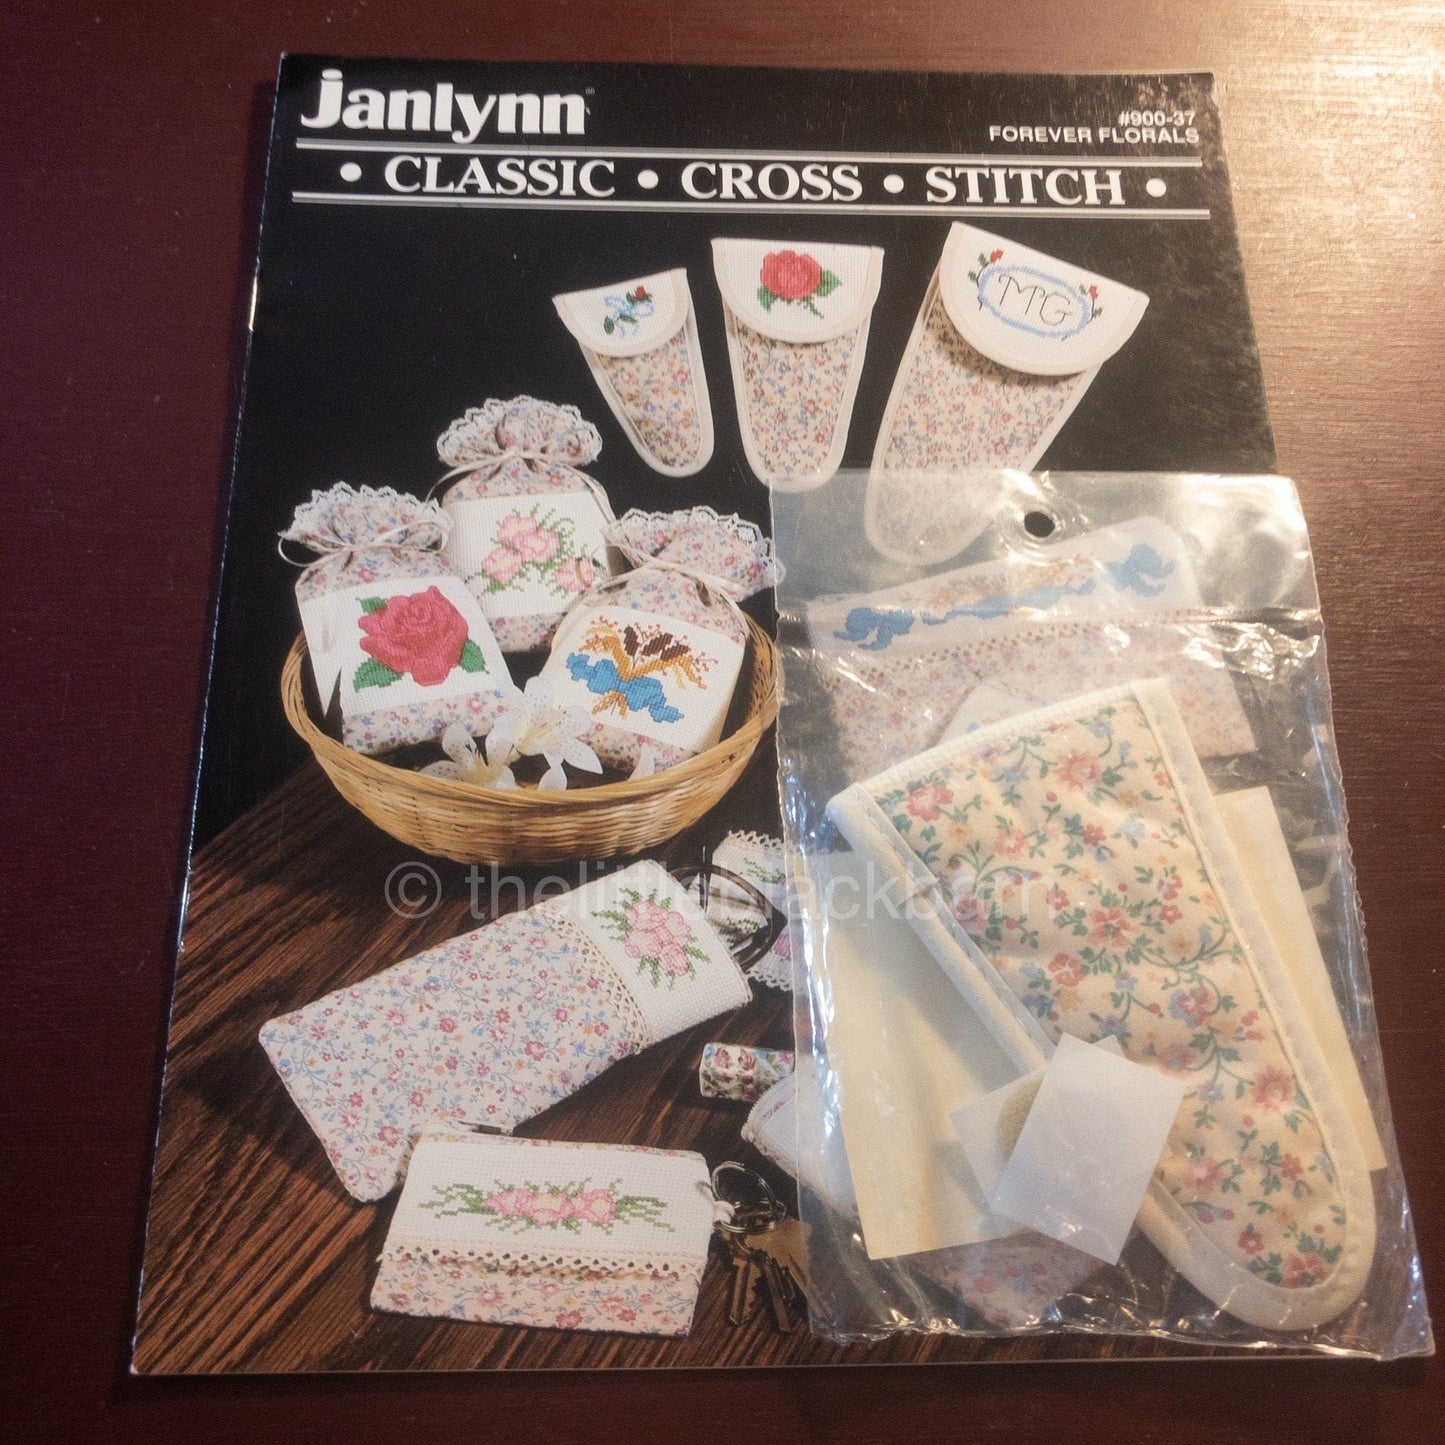 janlynn®
#900-37
FOREVER FLORALS
• CLASSIC • CROSS • STITCH •
MG
© thelittleblackbarn